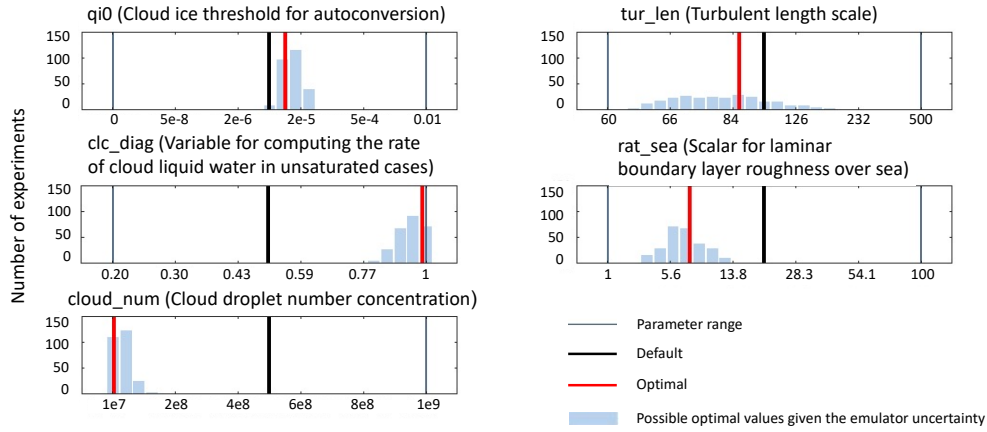 qi0 (Cloud ice threshold for autoconversion)
150
100
50
0
0 5e-8 2e-6 2e-5 5e-4 0.01
tur_len (Turbulent length scale)
150
100
50
0
60 66 84 126 232 500
Number of experiments
clc_diag (Variable for computing the rate
of cloud liquid water in unsaturated cases)
150
100
50
0
0.20 0.30 0.43 0.59 0.77 1
rat_sea (Scalar for laminar
boundary layer roughness over sea)
150
100
50
0
1 5.6 13.8 28.3 54.1 100
cloud_num (Cloud droplet number concentration)
150
100
50
0
1e7 2e8 4e8 6e8 8e8 1e9
Parameter range
Default
Optimal
Possible optimal values given the emulator uncertainty